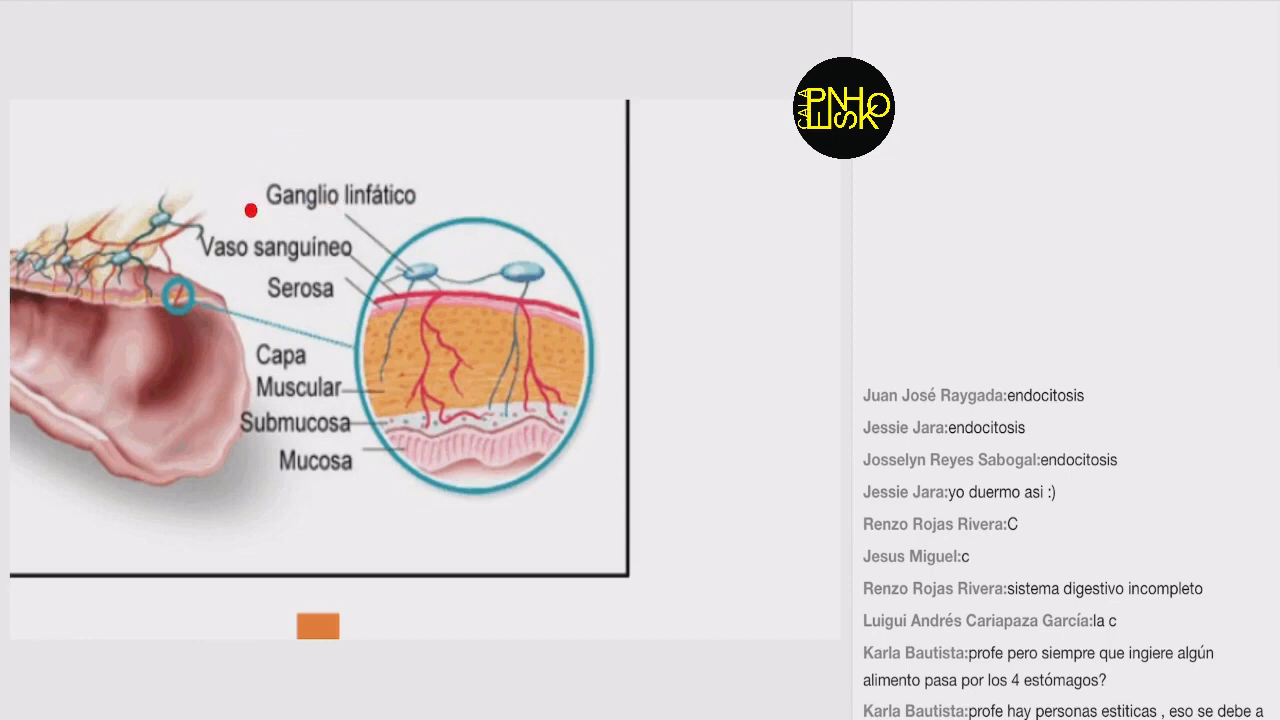 CALA
PENHSKO
Ganglio linfático
Vaso sanguíneo
Serosa
Capa
Muscular
Submucosa
Mucosa
Juan José Raygada:endocitosis
Jessie Jara:endocitosis
Josselyn Reyes Sabogal:endocitosis
Jessie Jara:yo duermo asi :)
Renzo Rojas Rivera:C
Jesus Miguel:c
Renzo Rojas Rivera:sistema digestivo incompleto
Luigui Andrés Cariapaza García:la c
Karla Bautista:profe pero siempre que ingiere algún
alimento pasa por los 4 estómagos?
Karla Bautista:profe hay personas estiticas , eso se debe a